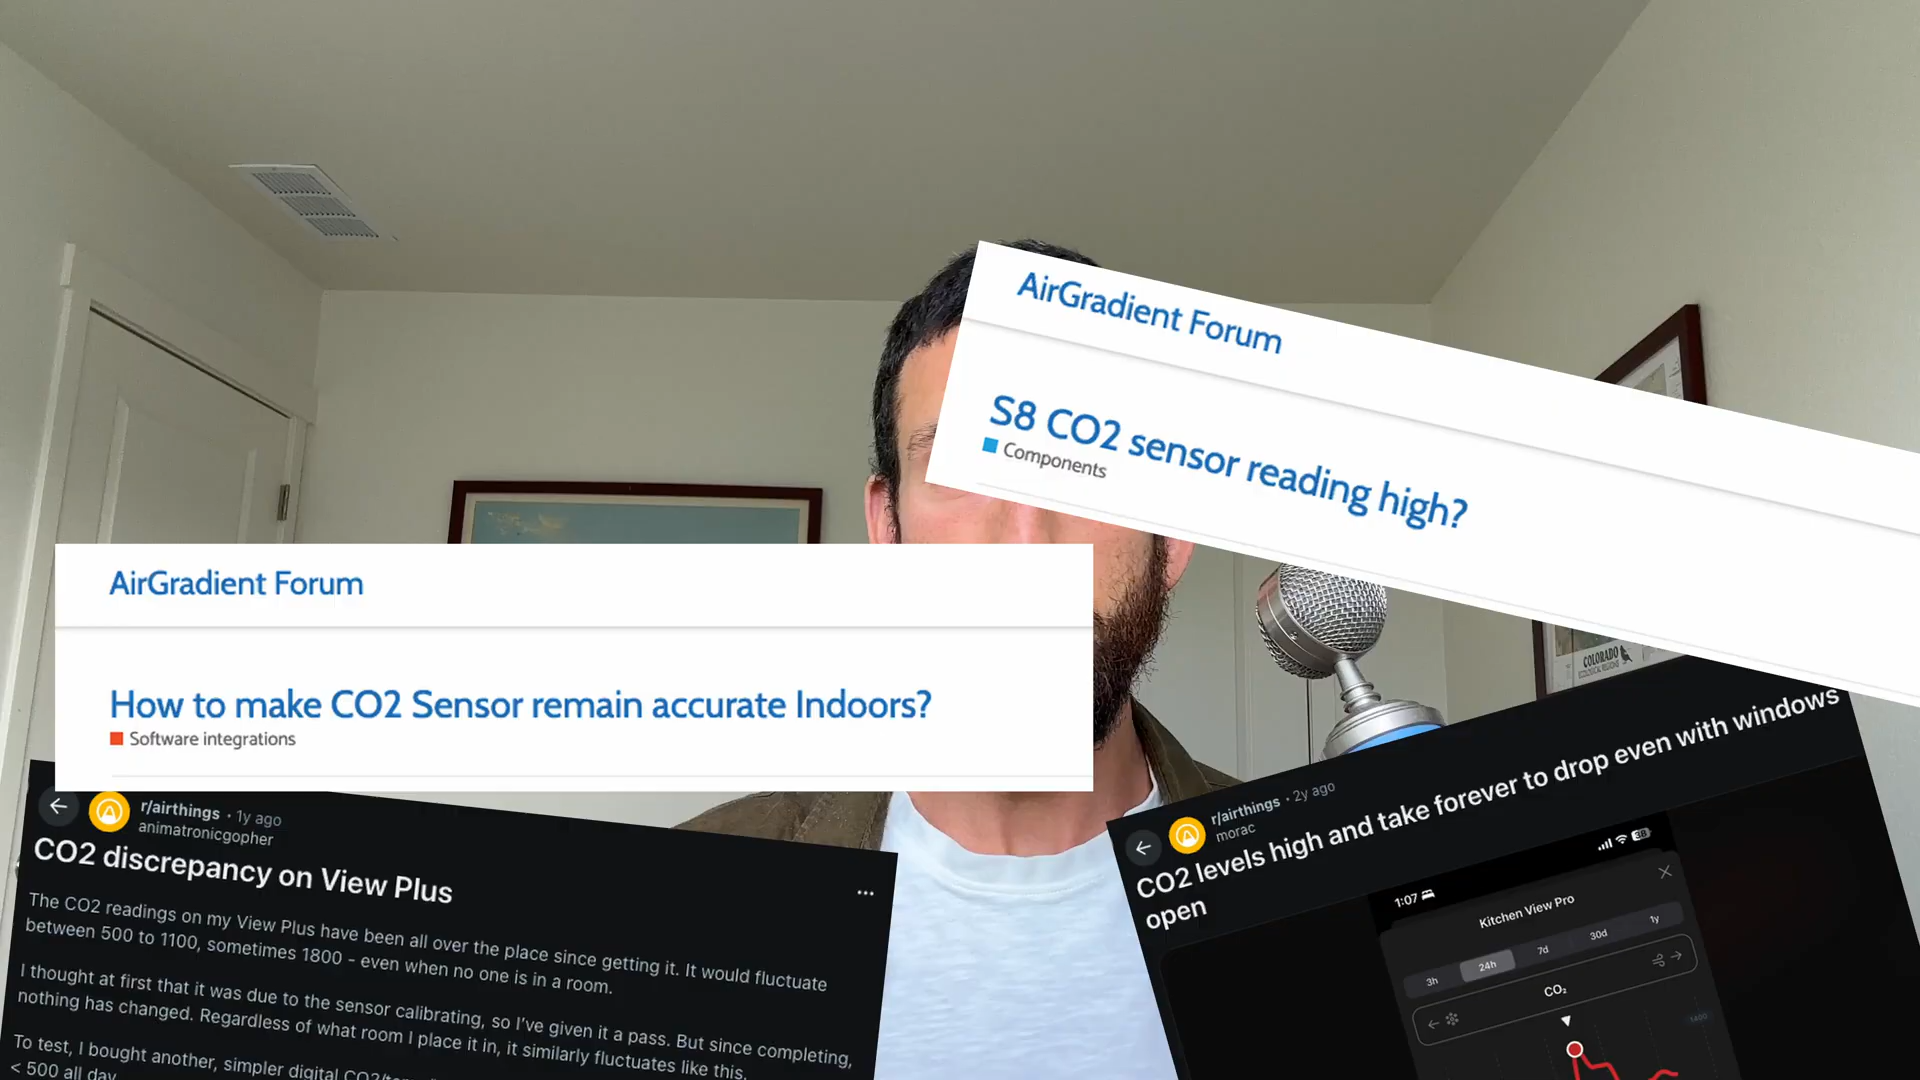 AirGradient Forum
S8 CO2 sensor reading high?
Components
AirGradient Forum
How to make CO2 Sensor remain accurate Indoors?
Software integrations
COLORADO
r/airthings · 1y ago
animatronicgopher
CO2 discrepancy on View Plus
The CO2 readings on my View Plus have been all over the place since getting it. It would fluctuate
between 500 to 1100, sometimes 1800 - even when no one is in a room.
I thought at first that it was due to the sensor calibrating, so I've given it a pass. But since completing,
nothing has changed. Regardless of what room I place it in, it similarly fluctuates like this.
To test, I bought another, simpler digital
< 500 all day
r/airthings · 2y ago
morac
CO2 levels high and take forever to drop even with windows
open
1:07
38
Kitchen View Pro
3h 24h 7d 30d 1y
CO₂
1400